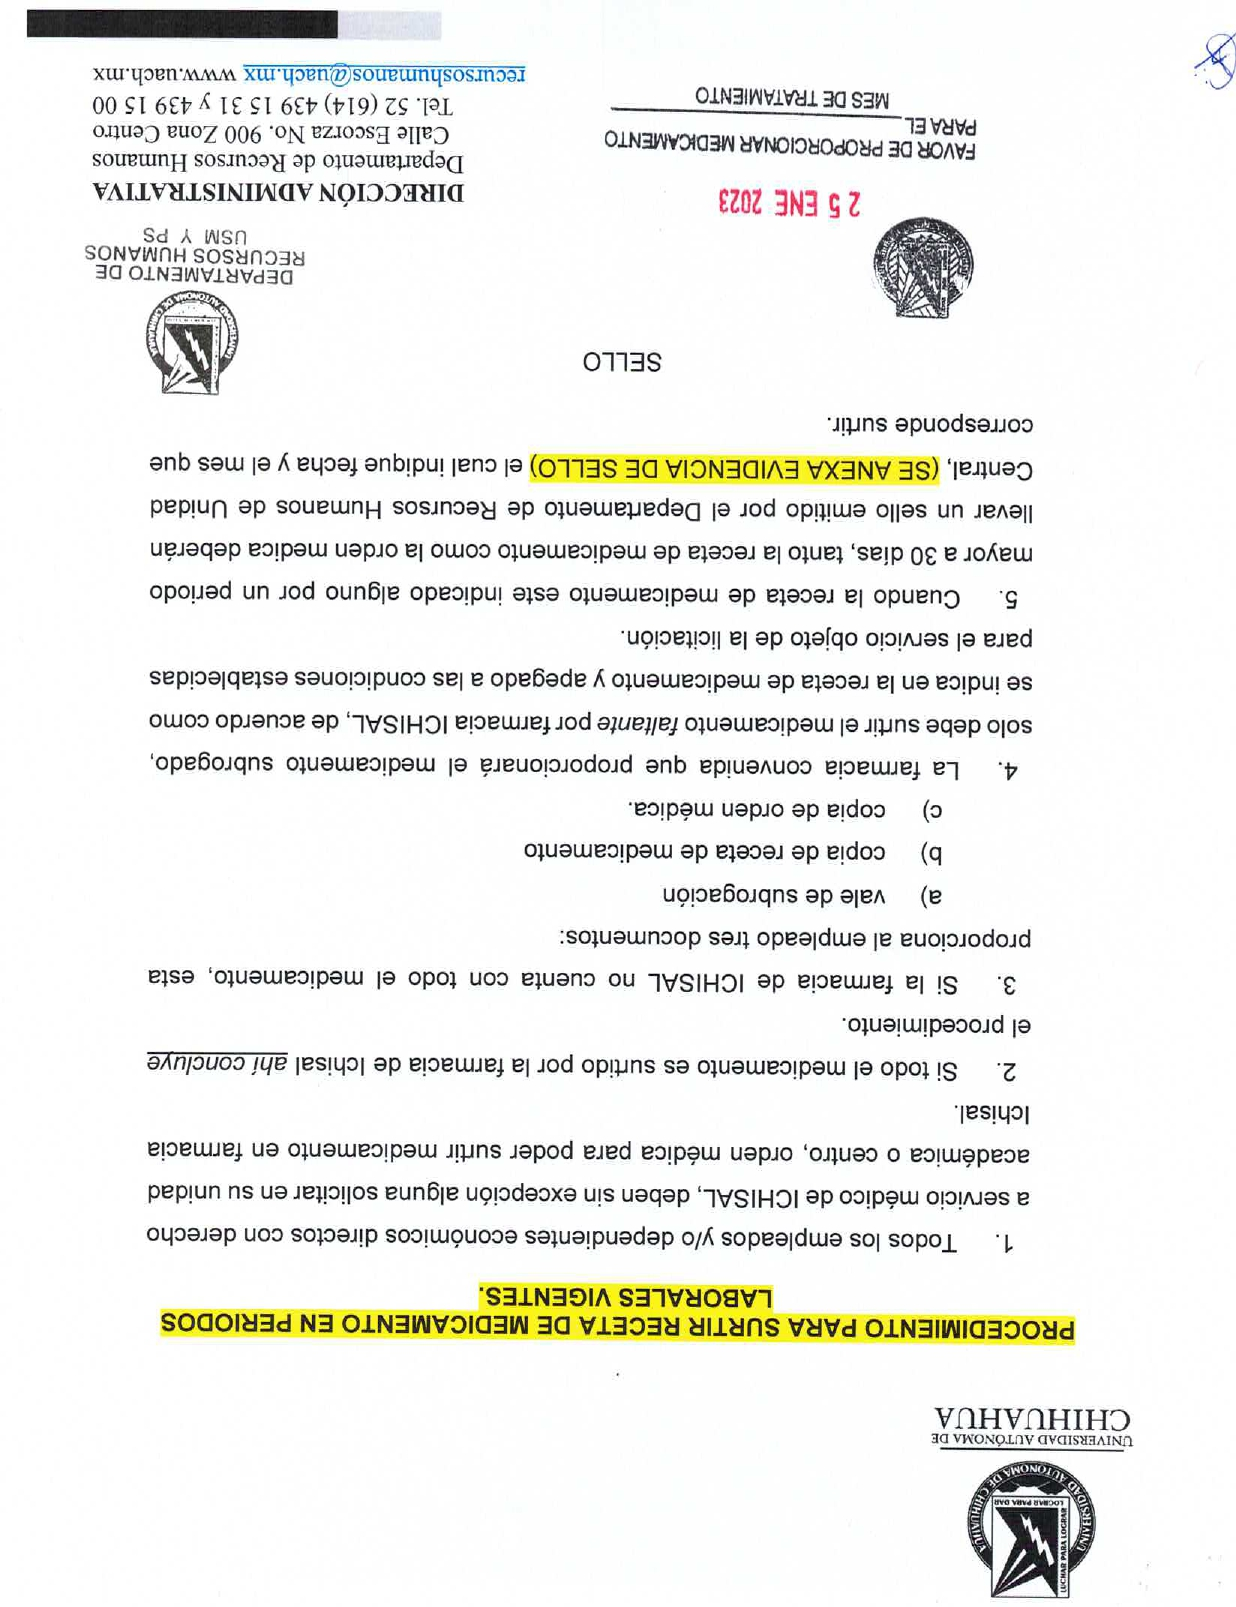 UNIVERSIDAD AUTÓNOMA DE
CHIHUAHUA
PROCEDIMIENTO PARA SURTIR RECETA DE MEDICAMENTO EN PERIODOS
LABORALES VIGENTES.
1. Todos los empleados y/o dependientes económicos directos con derecho
a servicio médico de ICHISAL, deben sin excepción alguna solicitar en su unidad
académica o centro, orden médica para poder surtir medicamento en farmacia
Ichisal.
2. Si todo el medicamento es surtido por la farmacia de Ichisal ahí concluye
el procedimiento.
3. Si la farmacia de ICHISAL no cuenta con todo el medicamento, esta
proporciona al empleado tres documentos:
a) vale de subrogación
b) copia de receta de medicamento
c) copia de orden médica.
4. La farmacia convenida que proporcionará el medicamento subrogado,
solo debe surtir el medicamento faltante por farmacia ICHISAL, de acuerdo como
se indica en la receta de medicamento y apegado a las condiciones establecidas
para el servicio objeto de la licitación.
5. Cuando la receta de medicamento este indicado alguno por un periodo
mayor a 30 días, tanto la receta de medicamento como la orden medica deberán
llevar un sello emitido por el Departamento de Recursos Humanos de Unidad
Central, (SE ANEXA EVIDENCIA DE SELLO) el cual indique fecha y el mes que
corresponde surtir.
SELLO
DEPARTAMENTO DE
RECURSOS HUMANOS
USM Y PS
25 ENE 2023
FAVOR DE PROPORCIONAR MEDICAMENTO
PARA EL
MES DE TRATAMIENTO
DIRECCIÓN ADMINISTRATIVA
Departamento de Recursos Humanos
Calle Escorza No. 900 Zona Centro
Tel. 52 (614) 439 15 31 y 439 15 00
recursoshumanos@uach.mx www.uach.mx